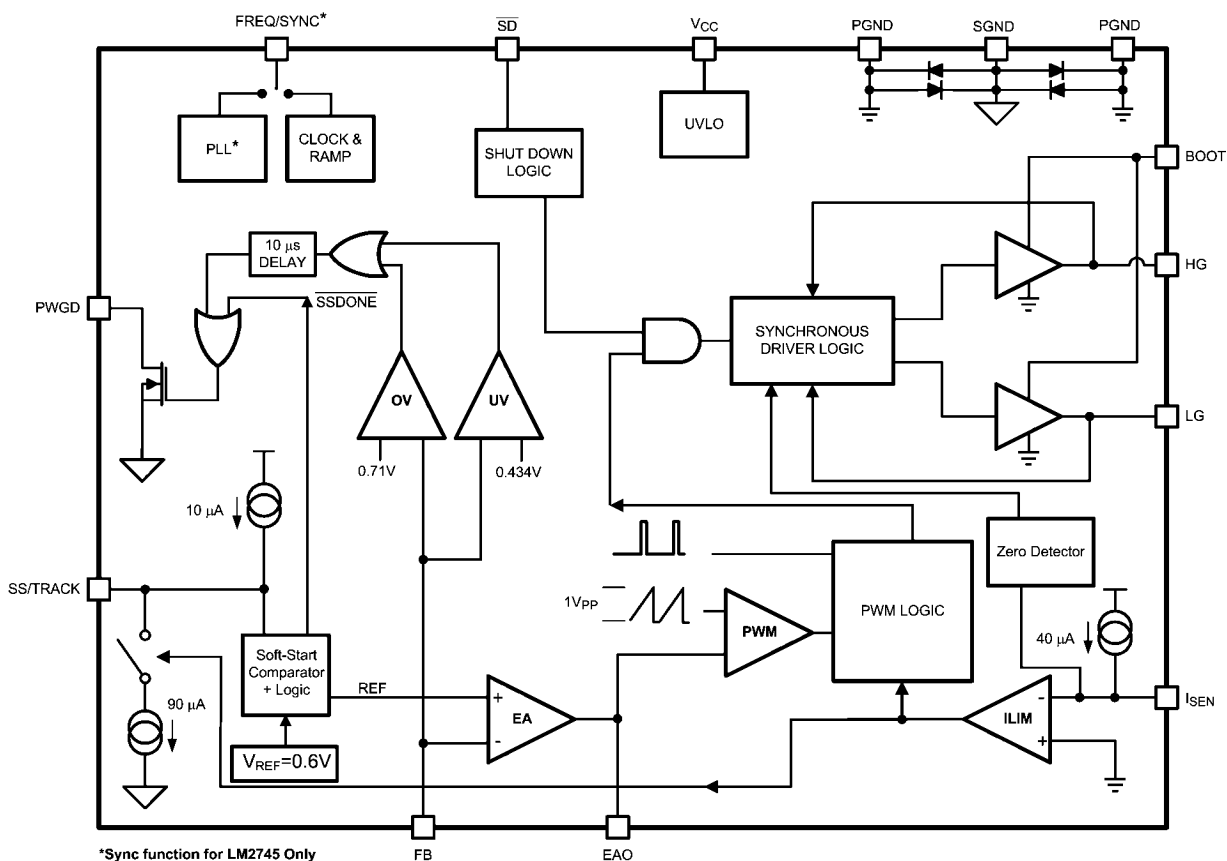 FREQ/SYNC*
SD
VCC
PGND
SGND
PGND
PLL*
CLOCK &
RAMP
SHUT DOWN
LOGIC
UVLO
BOOT
10 μs
DELAY
SSDONE
PWGD
HG
SYNCHRONOUS
DRIVER LOGIC
OV
UV
0.71V
0.434V
LG
10 μA
Zero Detector
SS/TRACK
1VPP
PWM
PWM LOGIC
40 μA
Soft-Start
Comparator
+ Logic
REF
+
EA
-
90 μA
VREF=0.6V
-
ILIM
+
ISEN
FB
EAO
*Sync function for LM2745 Only